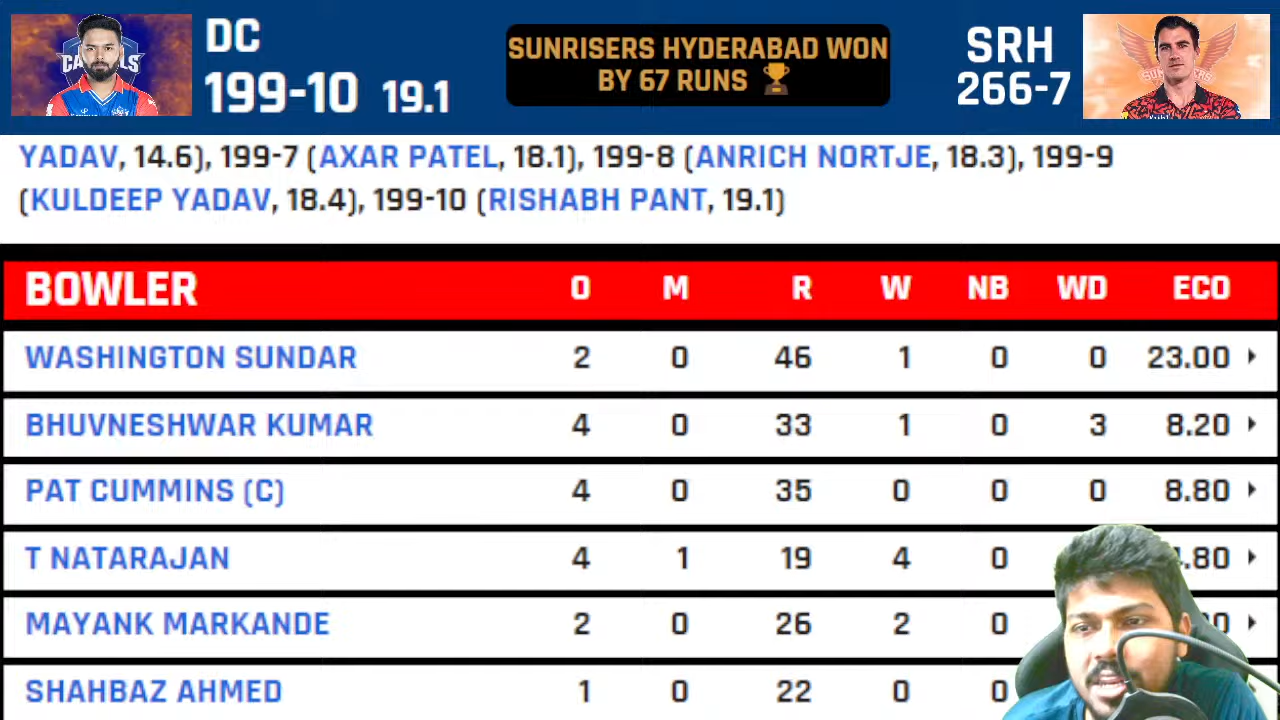 DC
199-10 19.1
SUNRISERS HYDERABAD WON
BY 67 RUNS 🏆
SRH
266-7
YADAV, 14.6), 199-7 (AXAR PATEL, 18.1), 199-8 (ANRICH NORTJE, 18.3), 199-9
(KULDEEP YADAV, 18.4), 199-10 (RISHABH PANT, 19.1)
BOWLER O M R W NB WD ECO
WASHINGTON SUNDAR 2 0 46 1 0 0 23.00
BHUVNESHWAR KUMAR 4 0 33 1 0 3 8.20
PAT CUMMINS (C) 4 0 35 0 0 0 8.80
T NATARAJAN 4 1 19 4 0 .80
MAYANK MARKANDE 2 0 26 2 0
SHAHBAZ AHMED 1 0 22 0 0